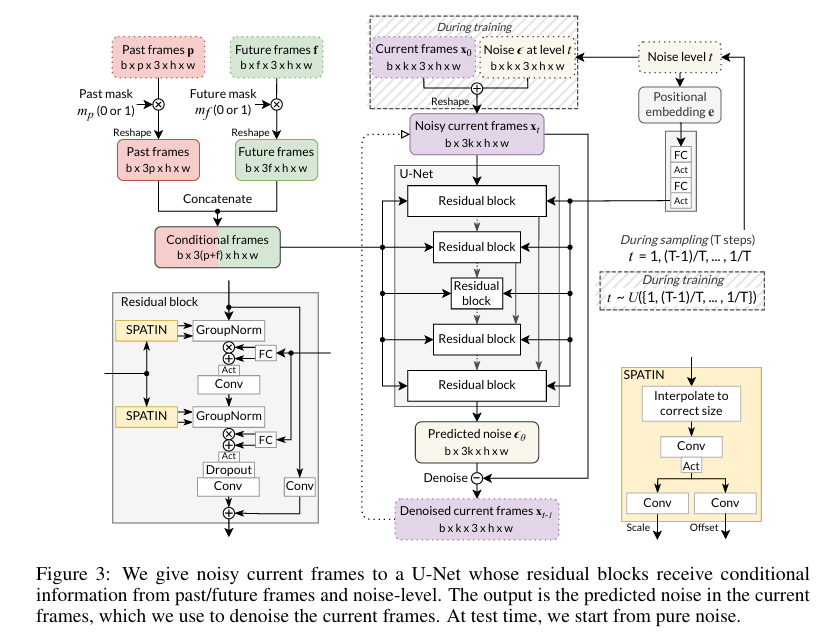 During training
Past frames p
b x p x 3 x h x w
Future frames f
b x f x 3 x h x w
Current frames x0
b x k x 3 x h x w
Noise ϵ at level t
b x k x 3 x h x w
Noise level t
Past mask
mp (0 or 1)
Future mask
mf (0 or 1)
Reshape
Reshape
Reshape
Positional
embedding e
Past frames
b x 3p x h x w
Future frames
b x 3f x h x w
Noisy current frames xt
b x 3k x h x w
FC
Act
FC
Act
Concatenate
Conditional frames
b x 3(p+f) x h x w
U-Net
Residual block
Residual block
Residual
block
Residual block
Residual block
During sampling (T steps)
t = 1, (T-1)/T, ... , 1/T
During training
t ~ U({1, (T-1)/T, ... , 1/T})
Residual block
SPATIN
GroupNorm
FC
Act
Conv
SPATIN
GroupNorm
FC
Act
Dropout
Conv
Conv
Predicted noise ϵθ
b x 3k x h x w
Denoise
Denoised current frames xt-1
b x k x 3 x h x w
SPATIN
Interpolate to
correct size
Conv
Act
Conv
Conv
Scale
Offset
Figure 3: We give noisy current frames to a U-Net whose residual blocks receive conditional
information from past/future frames and noise-level. The output is the predicted noise in the current
frames, which we use to denoise the current frames. At test time, we start from pure noise.